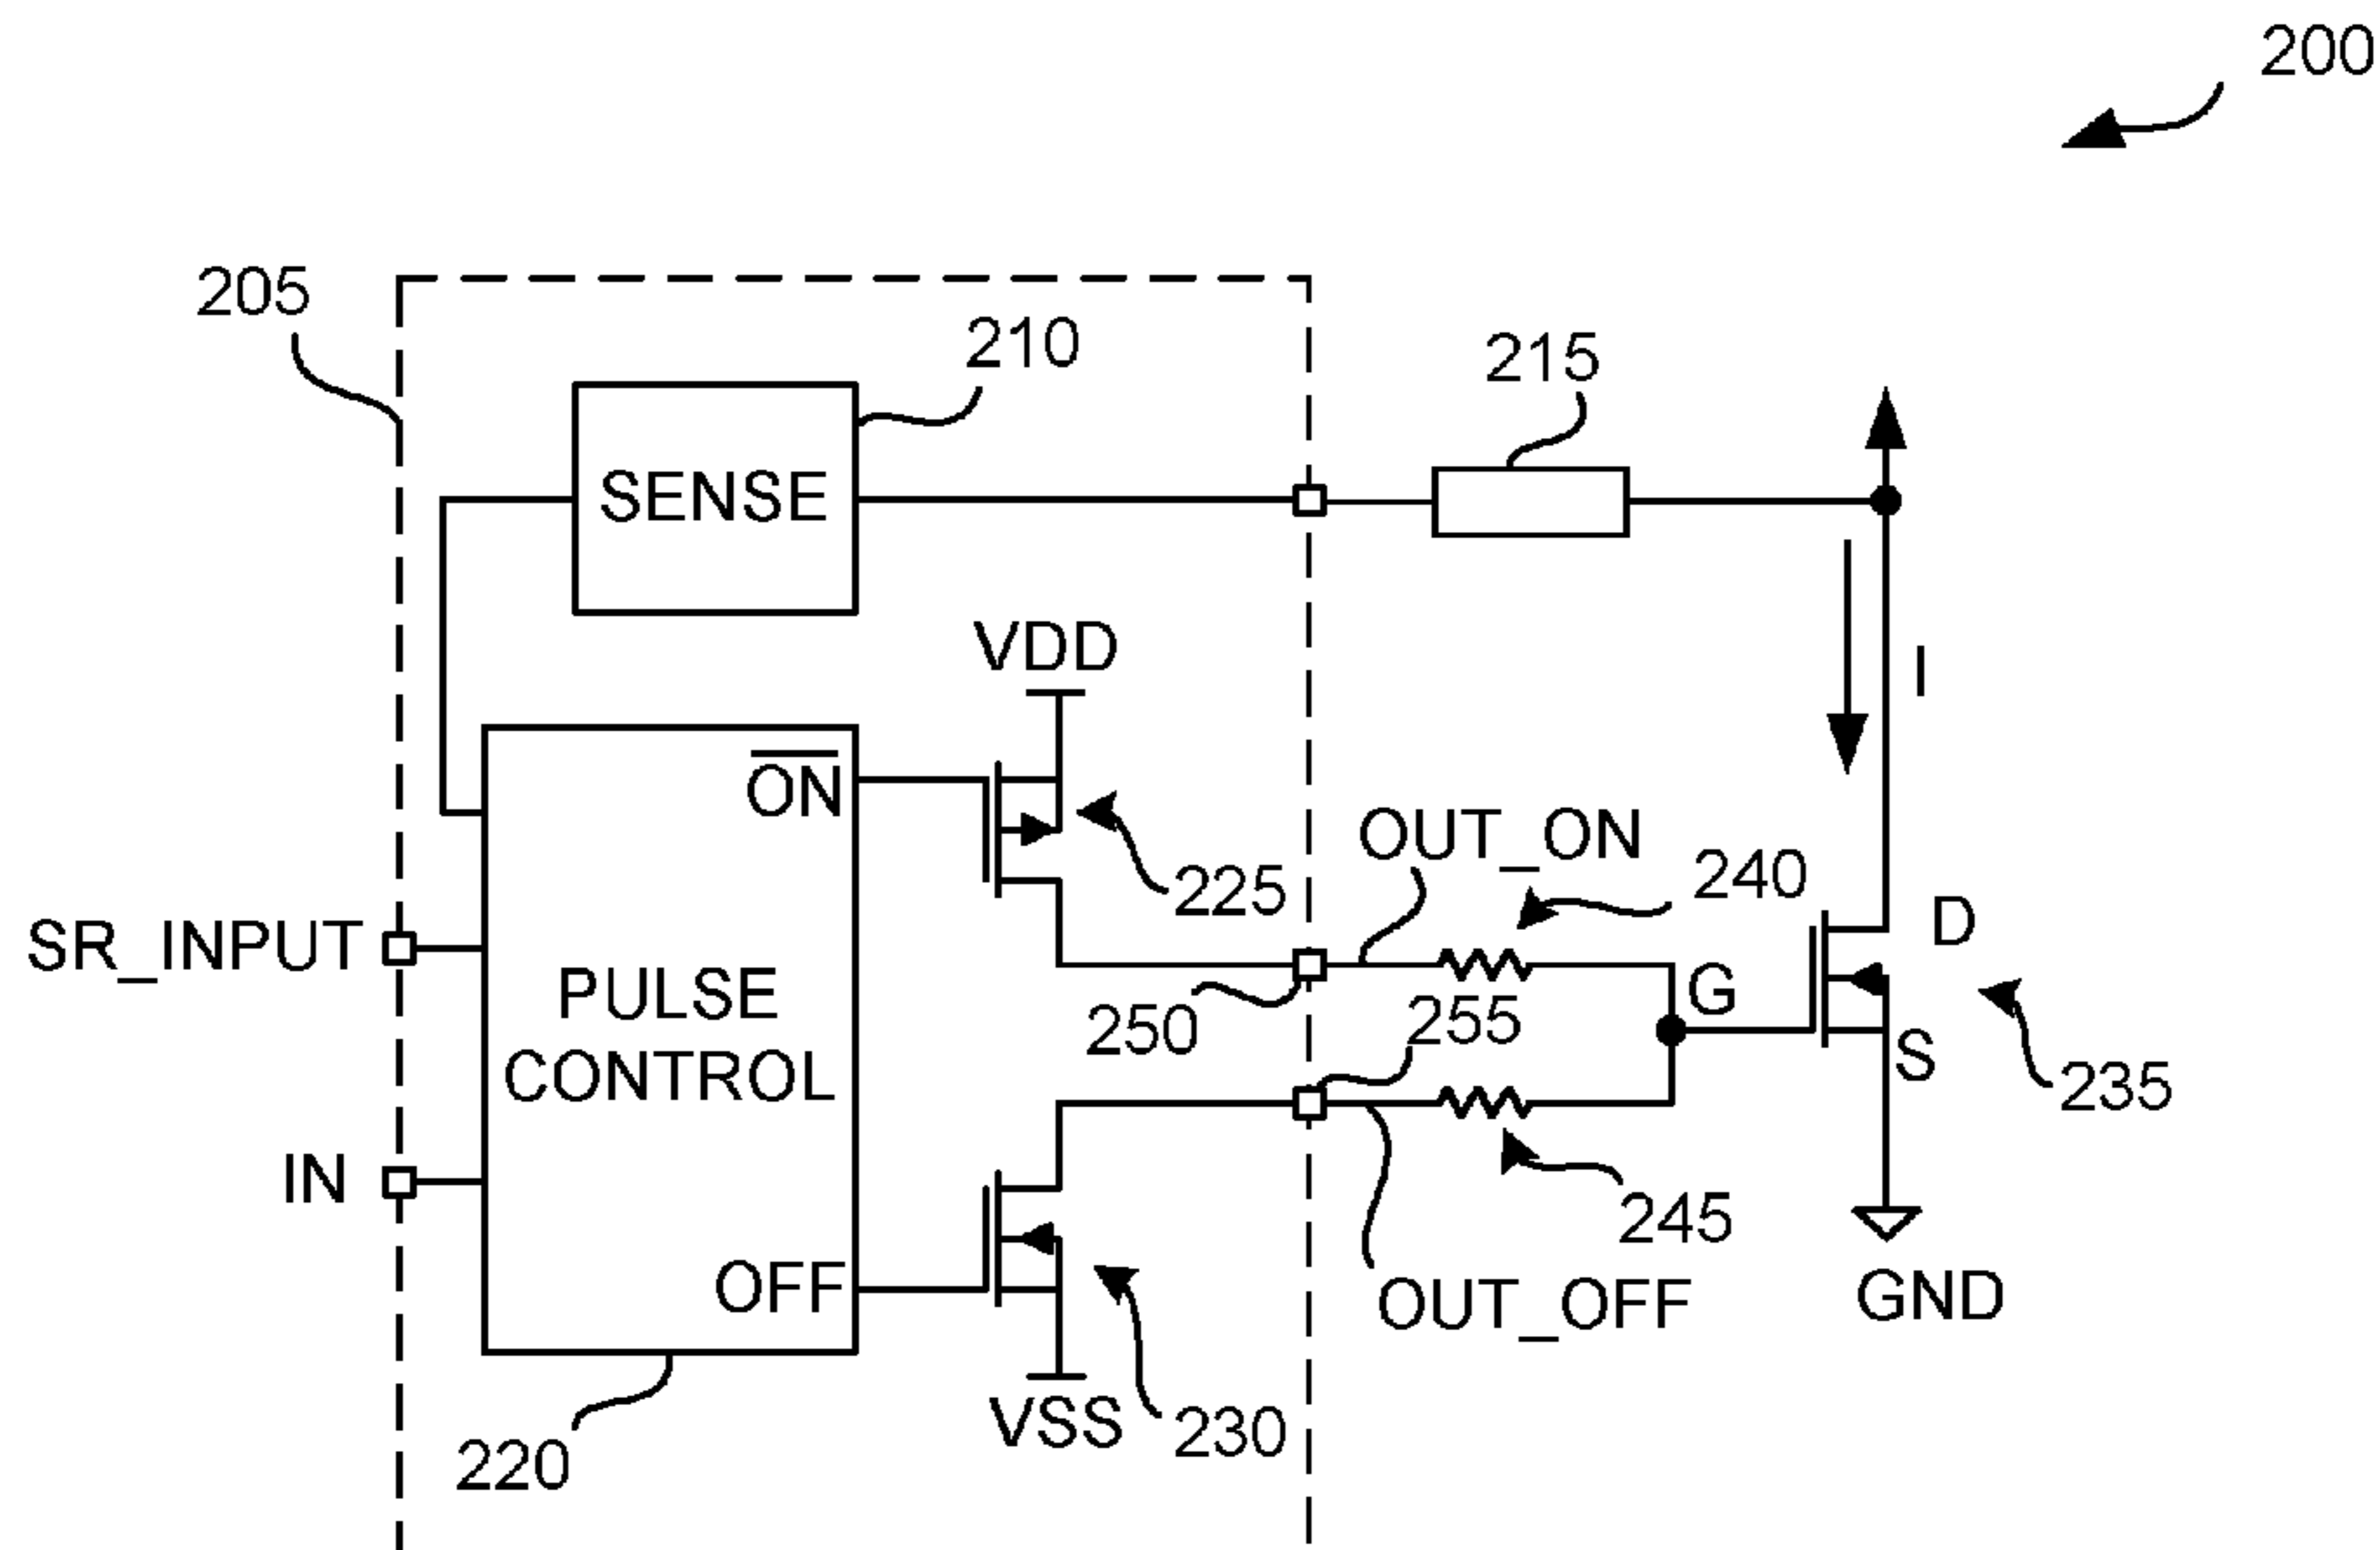 200
205
210
215
SENSE
VDD
I
ON
225
OUT_ON
240
D
SR_INPUT
PULSE
CONTROL
G
250
255
S
235
IN
245
OFF
OUT_OFF
GND
VSS
230
220